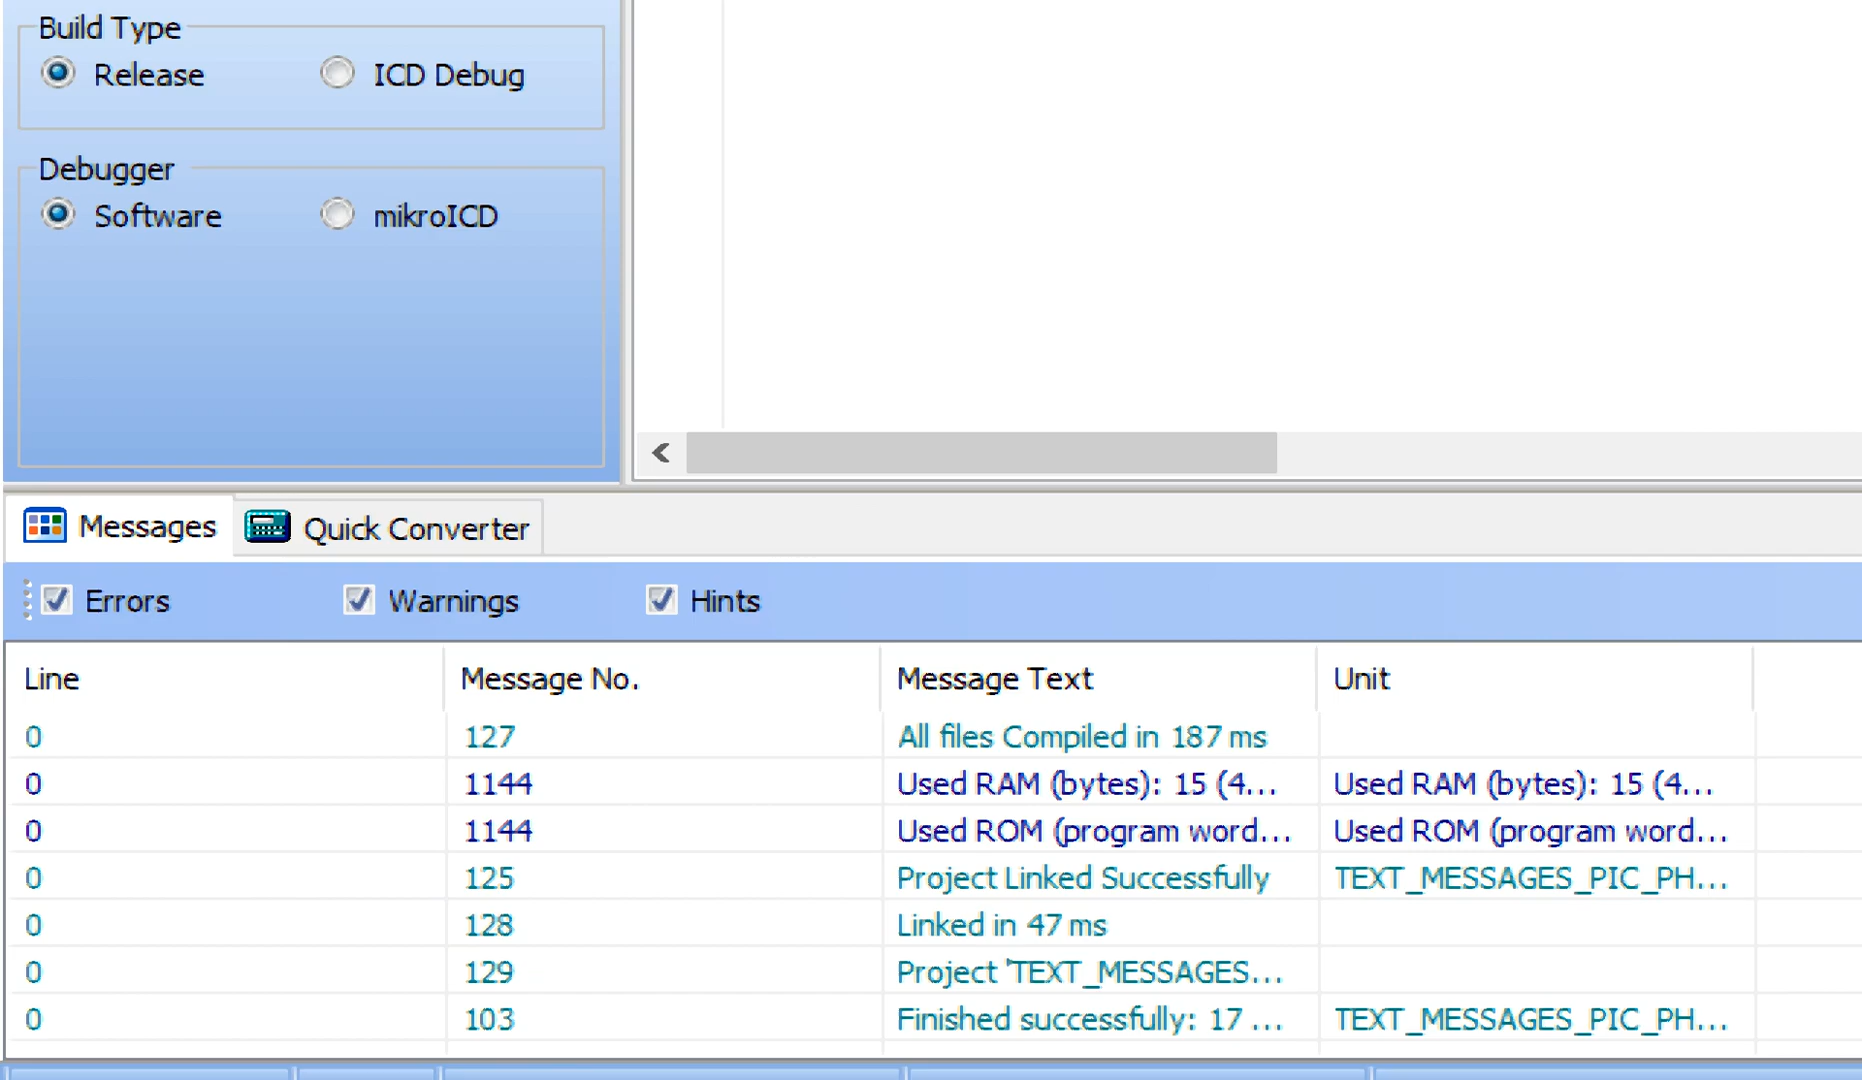 Build Type
Release ICD Debug
Debugger
Software mikroICD
Messages Quick Converter
Errors Warnings Hints
Line Message No. Message Text Unit
0 127 All files Compiled in 187 ms
0 1144 Used RAM (bytes): 15 (4... Used RAM (bytes): 15 (4...
0 1144 Used ROM (program word... Used ROM (program word...
0 125 Project Linked Successfully TEXT_MESSAGES_PIC_PH...
0 128 Linked in 47 ms
0 129 Project 'TEXT_MESSAGES...
0 103 Finished successfully: 17 ... TEXT_MESSAGES_PIC_PH...